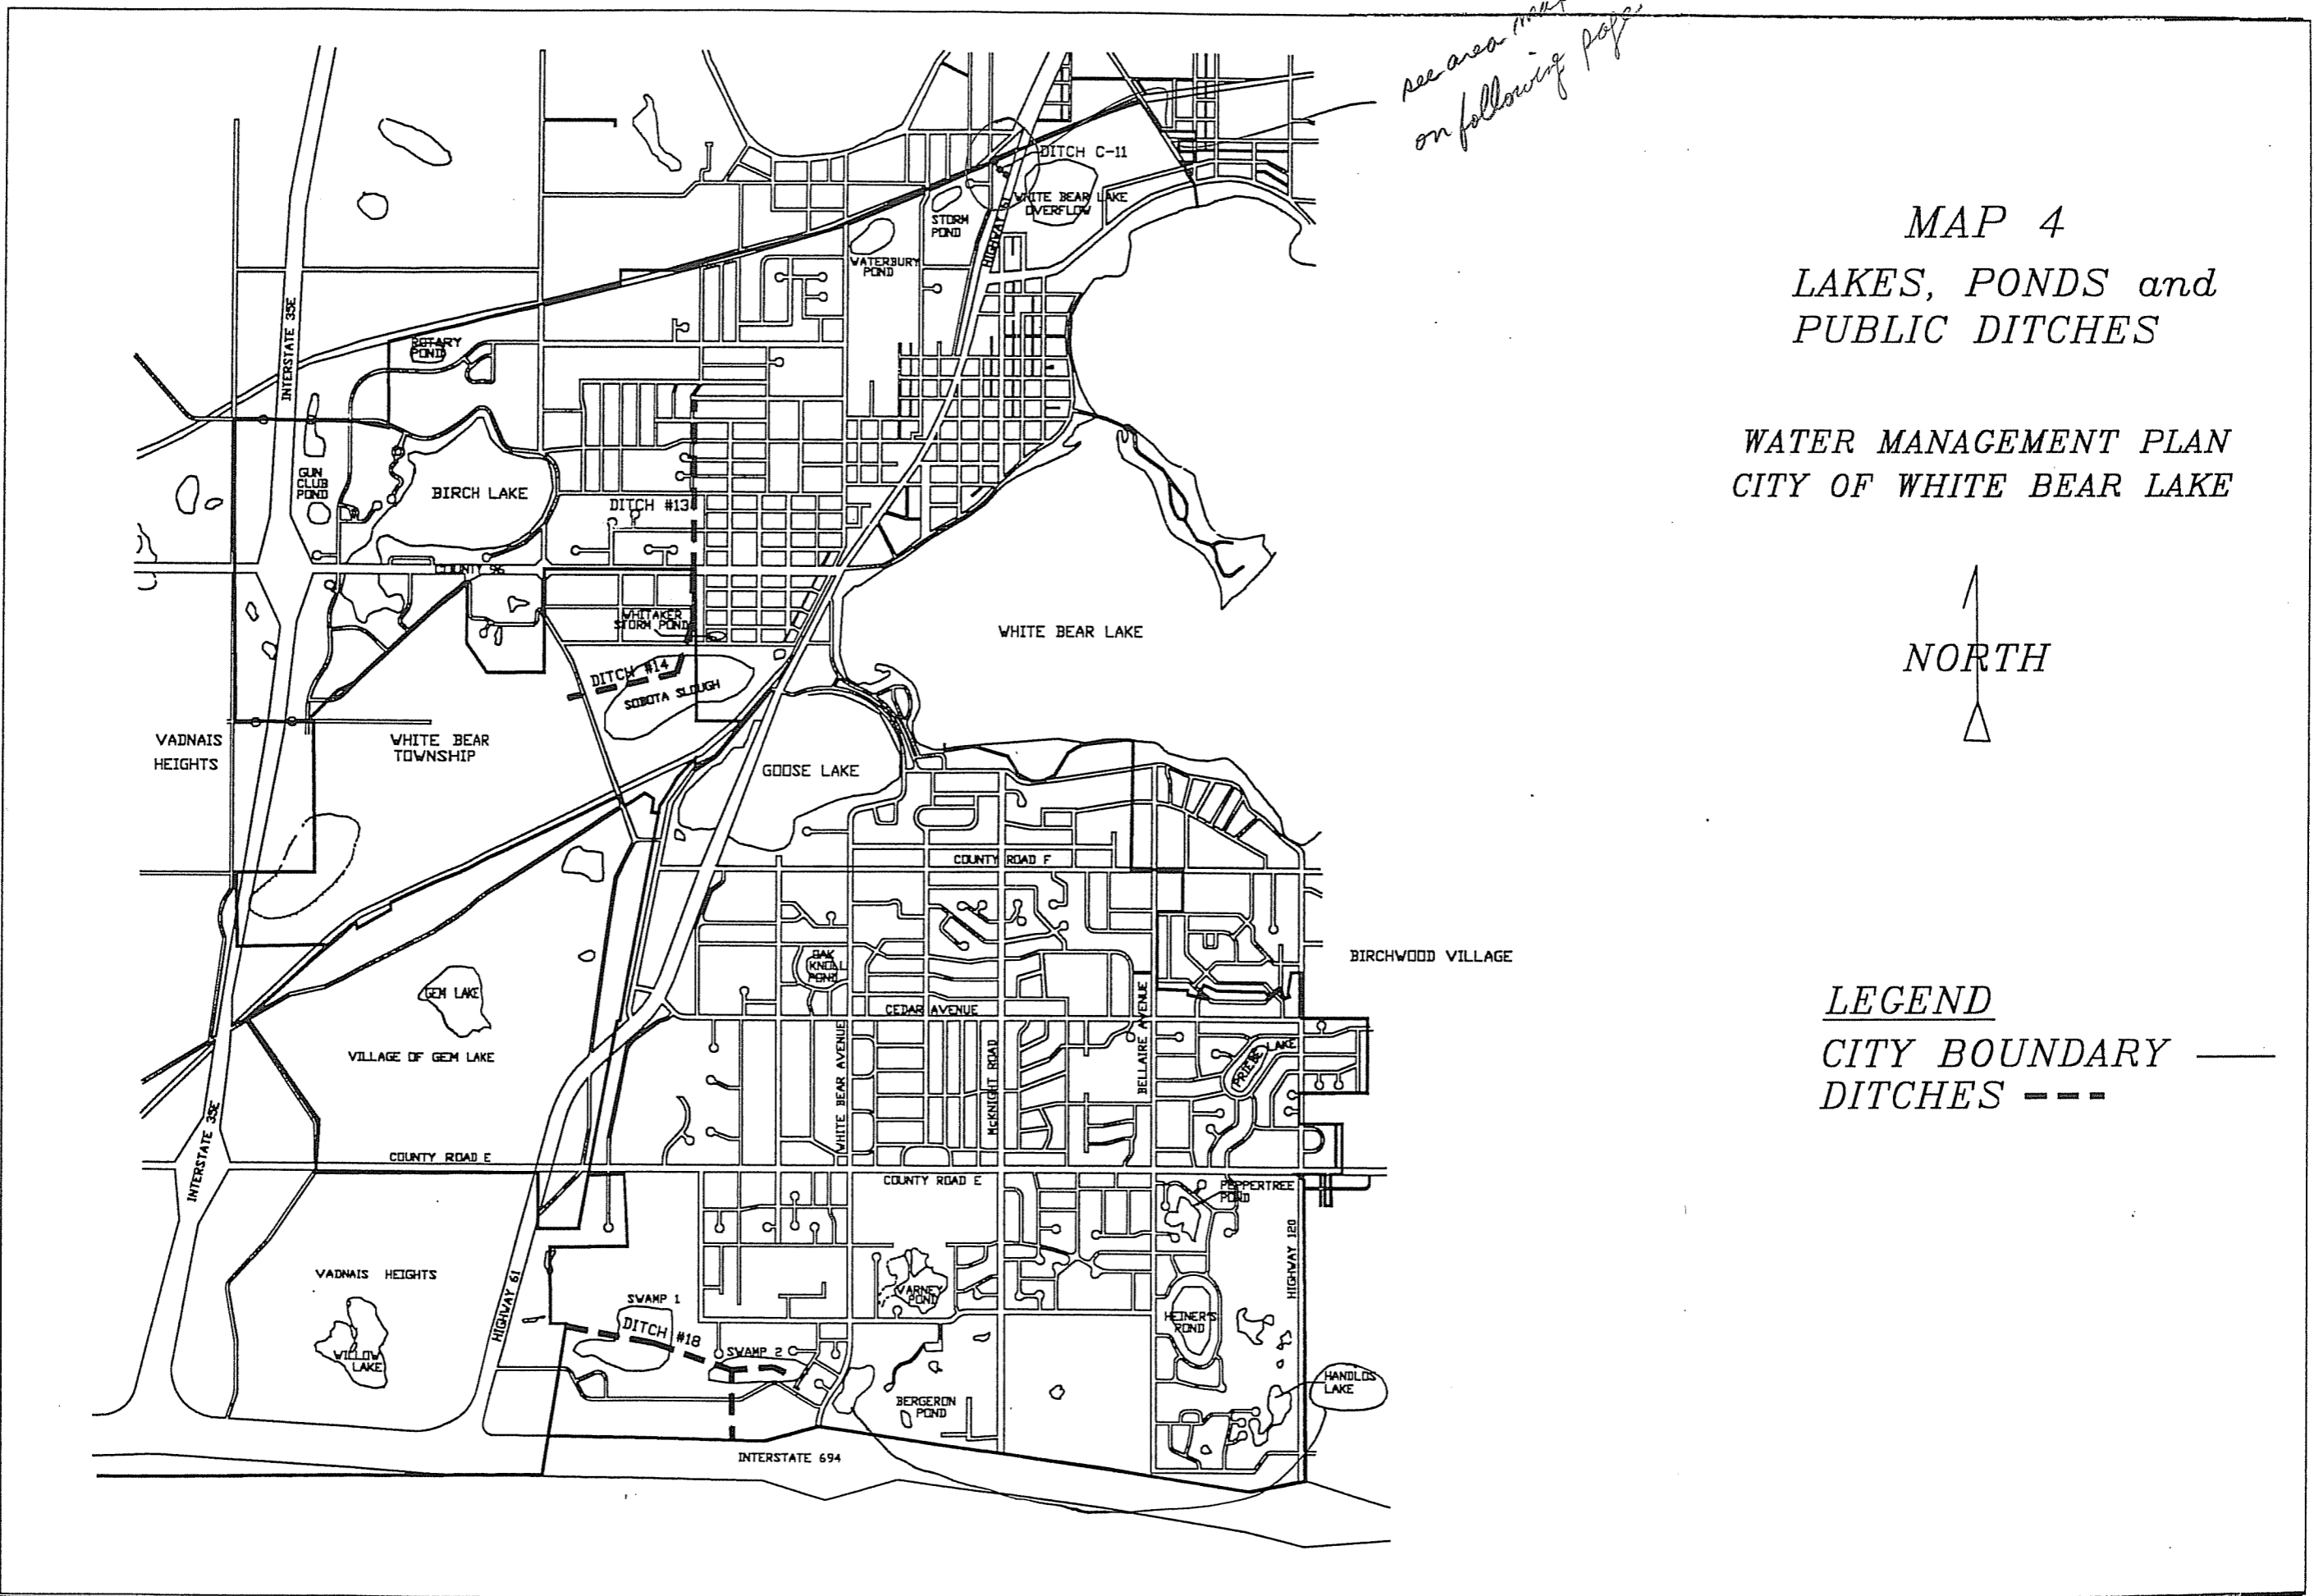 see area map
on following page
MAP 4
LAKES, PONDS and
PUBLIC DITCHES
WATER MANAGEMENT PLAN
CITY OF WHITE BEAR LAKE
NORTH
LEGEND
CITY BOUNDARY
DITCHES
DITCH C-11
WHITE BEAR LAKE
OVERFLOW
STORM
POND
HIGHWAY 61
WATERBURY
POND
INTERSTATE 35E
ROTARY
POND
GUN
CLUB
POND
BIRCH LAKE
DITCH #13
COUNTY 96
WHITAKER
STORM POND
WHITE BEAR LAKE
DITCH #14
SOBOTA SLOUGH
VADNAIS
HEIGHTS
WHITE BEAR
TOWNSHIP
GOOSE LAKE
COUNTY ROAD F
BIRCHWOOD VILLAGE
OAK
KNOLL
POND
GEM LAKE
CEDAR AVENUE
BELLAIRE AVENUE
WHITE BEAR AVENUE
McKNIGHT ROAD
PRIEBE LAKE
VILLAGE OF GEM LAKE
INTERSTATE 35E
COUNTY ROAD E
COUNTY ROAD E
PEPPERTREE
POND
HIGHWAY 120
VADNAIS HEIGHTS
HIGHWAY 61
VARNEY
POND
SWAMP 1
DITCH #18
SWAMP 2
HEINER'S
POND
WILLOW
LAKE
HANDLOS
LAKE
BERGERON
POND
INTERSTATE 694